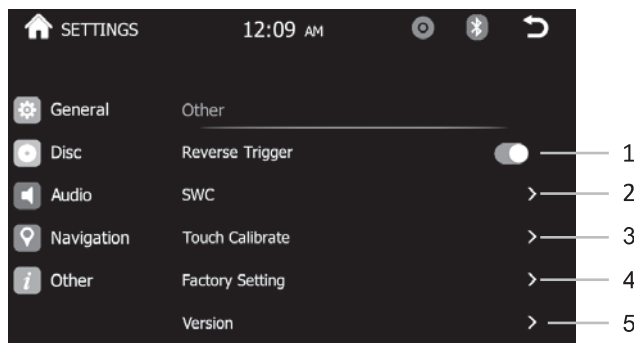 SETTINGS 12:09 AM
General Other
Disc Reverse Trigger 1
Audio SWC > 2
Navigation Touch Calibrate > 3
i Other Factory Setting > 4
Version > 5